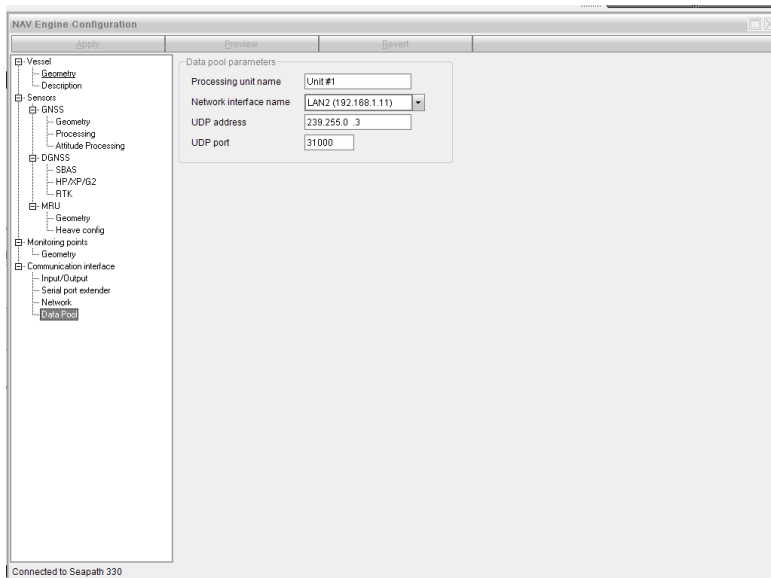 NAV Engine Configuration
Apply Preview Revert
Vessel
Geometry
Description
Sensors
GNSS
Geometry
Processing
Attitude Processing
DGNSS
SBAS
HP/XP/G2
RTK
MRU
Geometry
Heave config
Monitoring points
Geometry
Communication interface
Input/Output
Serial port extender
Network
Data Pool
Data pool parameters
Processing unit name Unit #1
Network interface name LAN2 (192.168.1.11)
UDP address 239.255.0 .3
UDP port 31000
Connected to Seapath 330